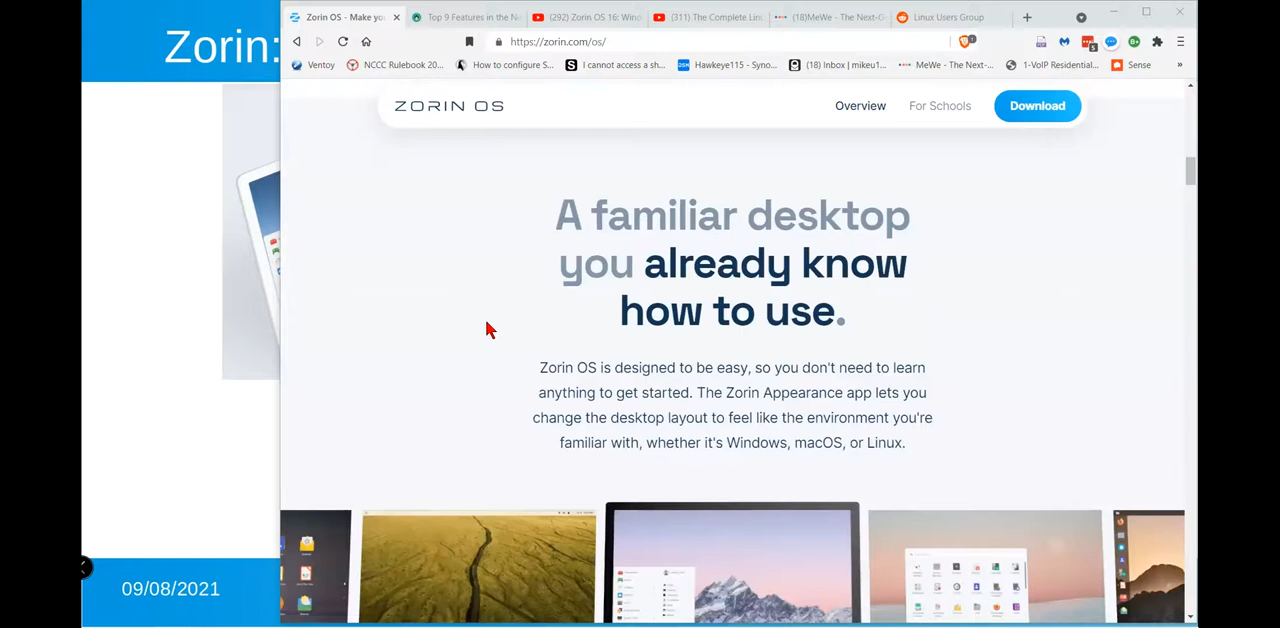 Zorin:
Zorin OS - Make you
Top 9 Features in the Ne
(292) Zorin OS 16: Wind
(311) The Complete Lin
(18)MeWe - The Next-G
Linux Users Group
https://zorin.com/os/
Ventoy
NCCC Rulebook 20...
How to configure S...
I cannot access a sh...
Hawkeye115 - Syno...
(18) Inbox | mikeu1...
MeWe - The Next-...
1-VoIP Residential...
Sense
»
ZORIN OS
Overview
For Schools
Download
A familiar desktop
you already know
how to use.
Zorin OS is designed to be easy, so you don't need to learn
anything to get started. The Zorin Appearance app lets you
change the desktop layout to feel like the environment you're
familiar with, whether it's Windows, macOS, or Linux.
09/08/2021